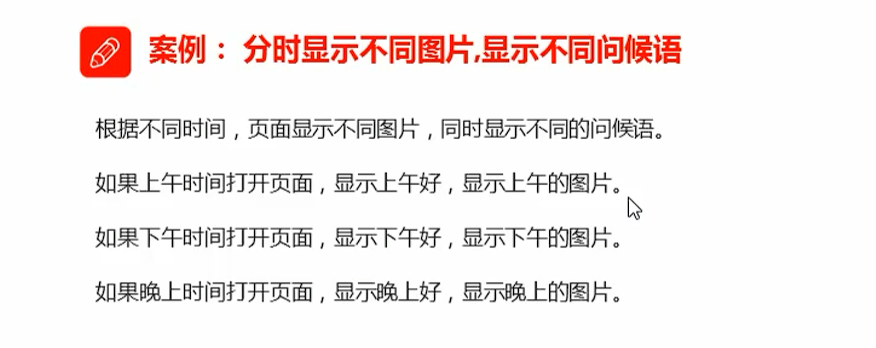 案例：分时显示不同图片,显示不同问候语
根据不同时间，页面显示不同图片，同时显示不同的问候语。
如果上午时间打开页面，显示上午好，显示上午的图片。
如果下午时间打开页面，显示下午好，显示下午的图片。
如果晚上时间打开页面，显示晚上好，显示晚上的图片。